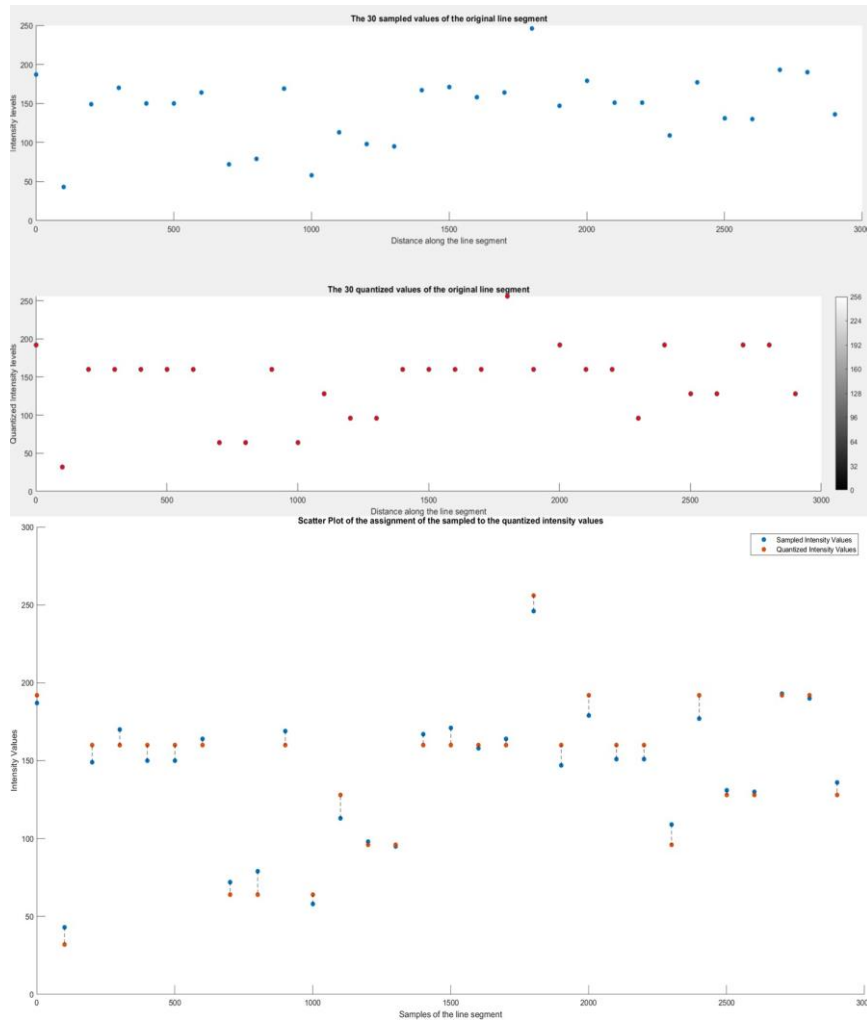 The 30 sampled values of the original line segment
250
200
150
100
50
0
Intensity levels
0 500 1000 1500 2000 2500 3000
Distance along the line segment
The 30 quantized values of the original line segment
250
200
150
100
50
0
Quantized Intensity levels
256
224
192
160
128
96
64
32
0
0 500 1000 1500 2000 2500 3000
Distance along the line segment
Scatter Plot of the assignment of the sampled to the quantized intensity values
300
250
200
150
100
50
0
Intensity Values
Sampled Intensity Values
Quantized Intensity Values
0 500 1000 1500 2000 2500 3000
Samples of the line segment